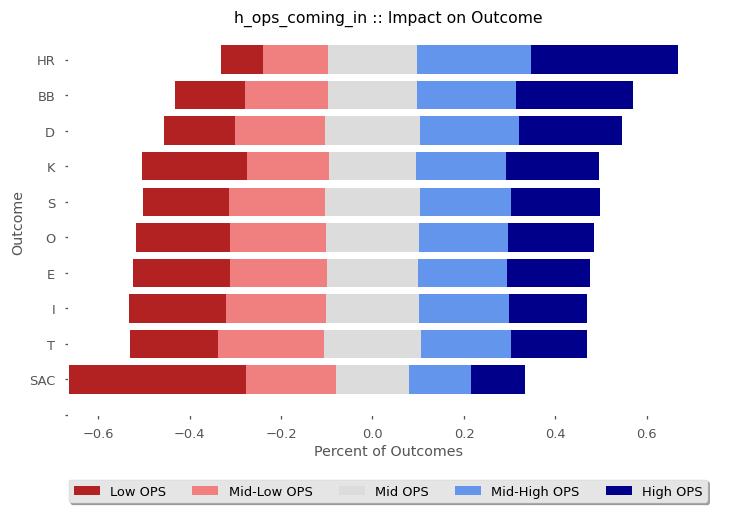 h_ops_coming_in :: Impact on Outcome
HR
BB
D
K
S
O
E
I
T
SAC
Outcome
−0.6 −0.4 −0.2 0.0 0.2 0.4 0.6
Percent of Outcomes
Low OPS Mid-Low OPS Mid OPS Mid-High OPS High OPS